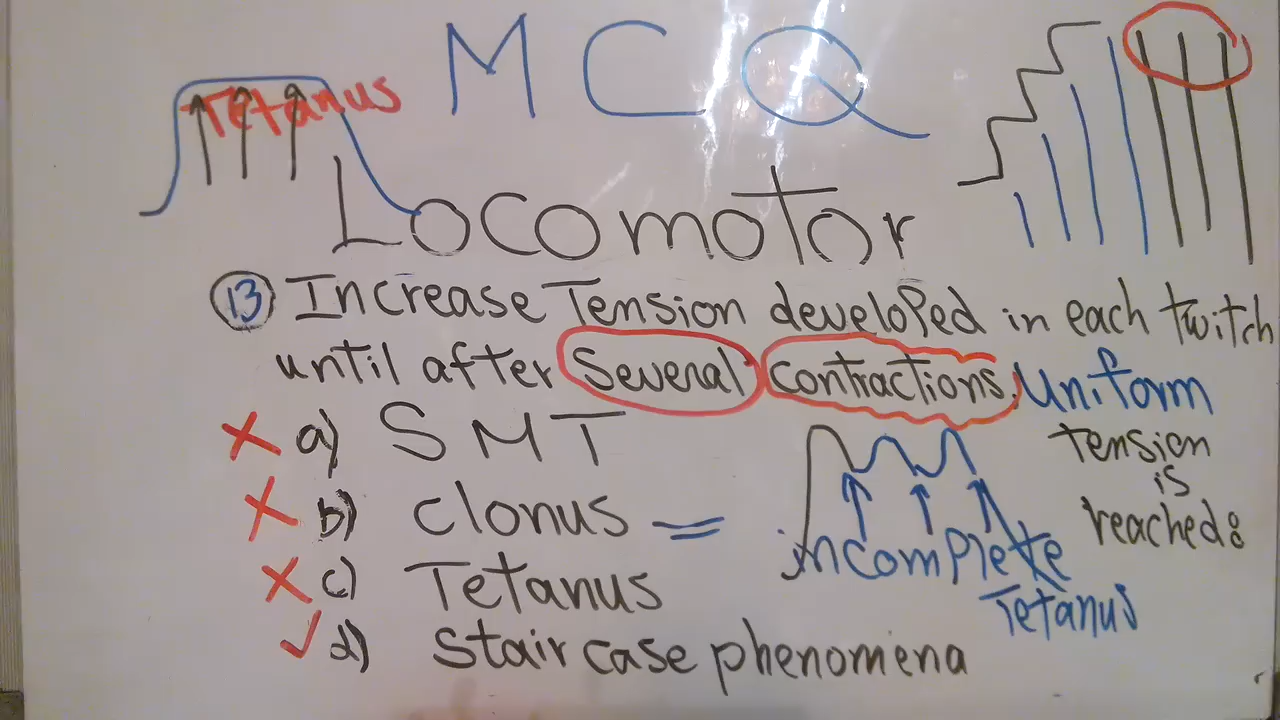 MCQ
Tetanus
Locomotor
13 Increase Tension developed in each twitch
until after Several contractions, Uniform
tension
is
reached:
a) SMT
b) clonus = incomplete
Tetanus
c) Tetanus
d) Stair case phenomena